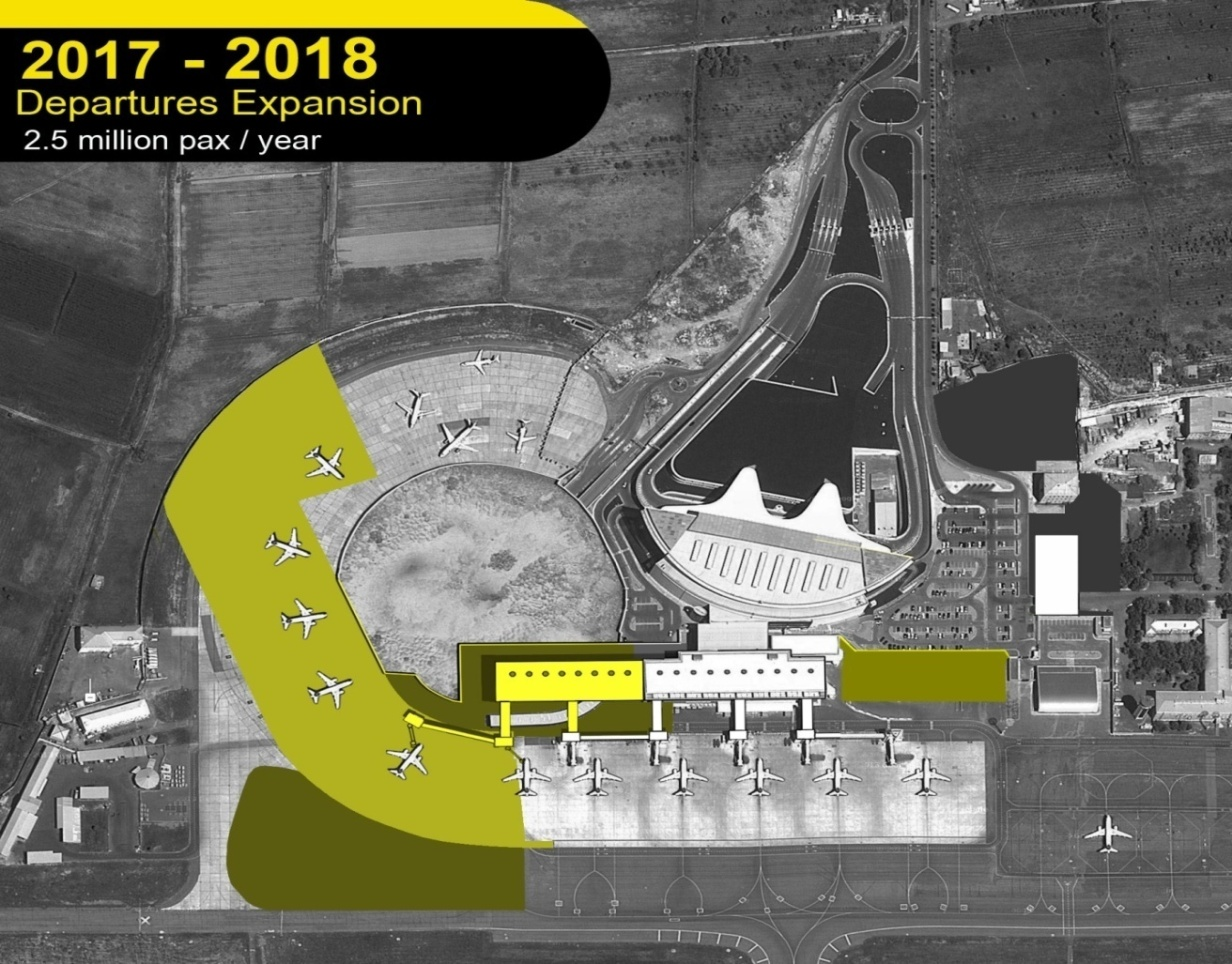 2017 - 2018
Departures Expansion
2.5 million pax / year